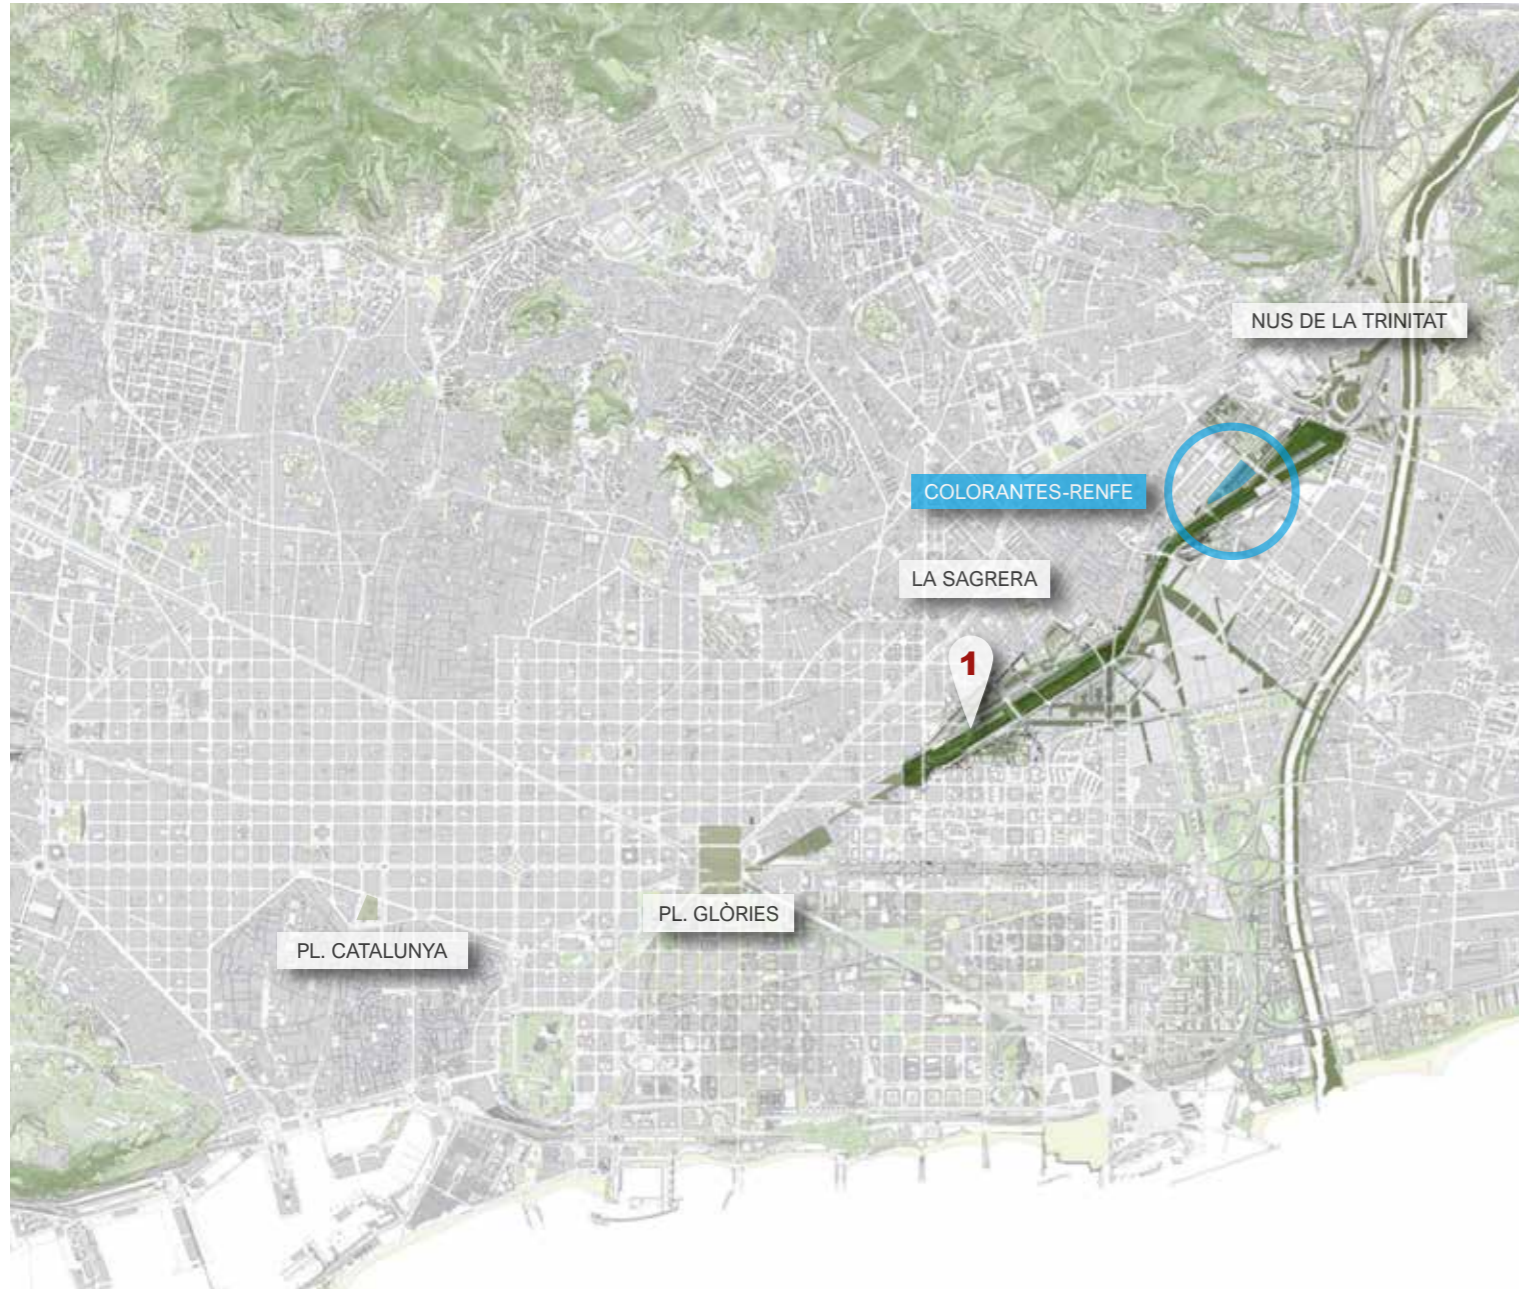 NUS DE LA TRINITAT
COLORANTES-RENFE
LA SAGRERA
1
PL. GLÒRIES
PL. CATALUNYA